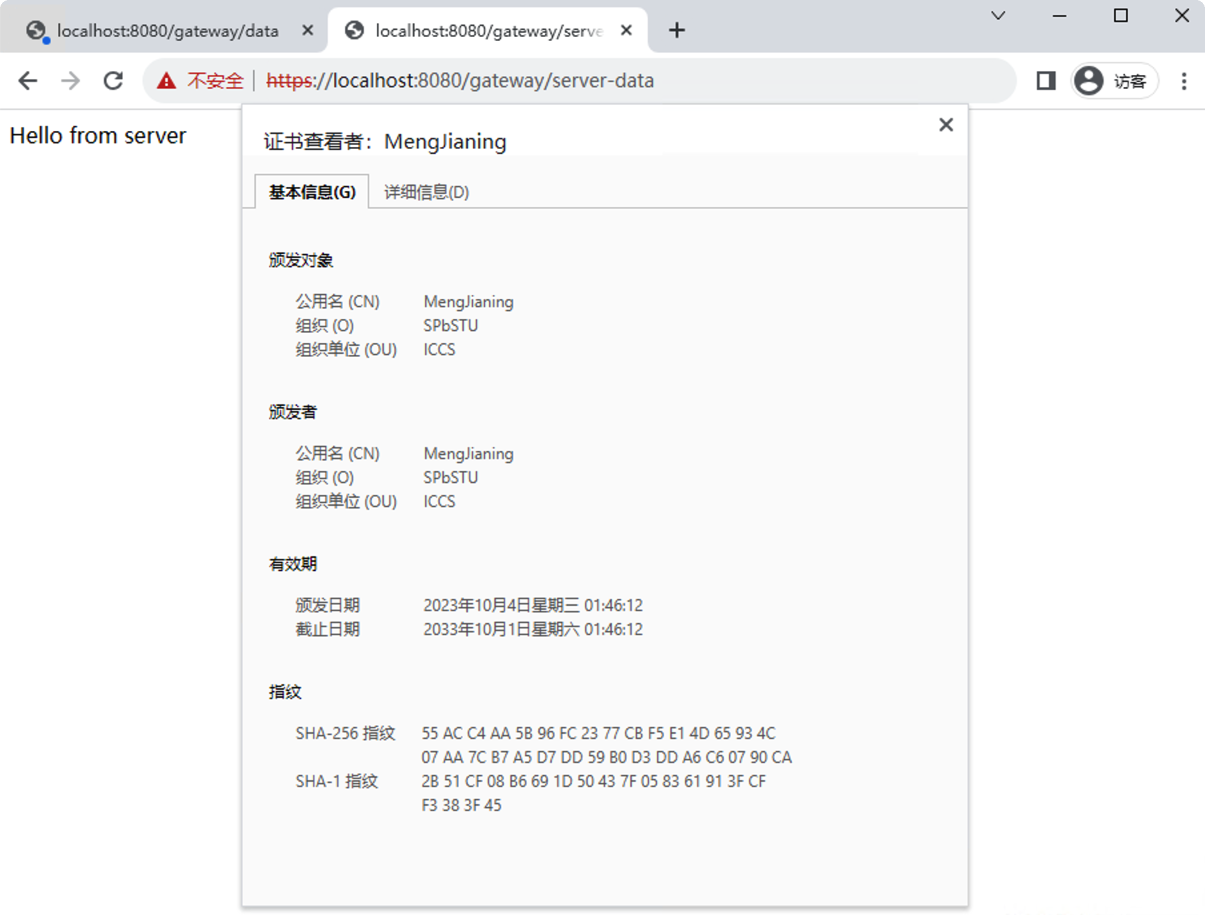 localhost:8080/gateway/data
localhost:8080/gateway/serve
不安全 | https://localhost:8080/gateway/server-data
访客
Hello from server
证书查看者：MengJianing
基本信息(G) 详细信息(D)
颁发对象
公用名 (CN) MengJianing
组织 (O) SPbSTU
组织单位 (OU) ICCS
颁发者
公用名 (CN) MengJianing
组织 (O) SPbSTU
组织单位 (OU) ICCS
有效期
颁发日期 2023年10月4日星期三 01:46:12
截止日期 2033年10月1日星期六 01:46:12
指纹
SHA-256 指纹 55 AC C4 AA 5B 96 FC 23 77 CB F5 E1 4D 65 93 4C
07 AA 7C B7 A5 D7 DD 59 B0 D3 DD A6 C6 07 90 CA
SHA-1 指纹 2B 51 CF 08 B6 69 1D 50 43 7F 05 83 61 91 3F CF
F3 38 3F 45